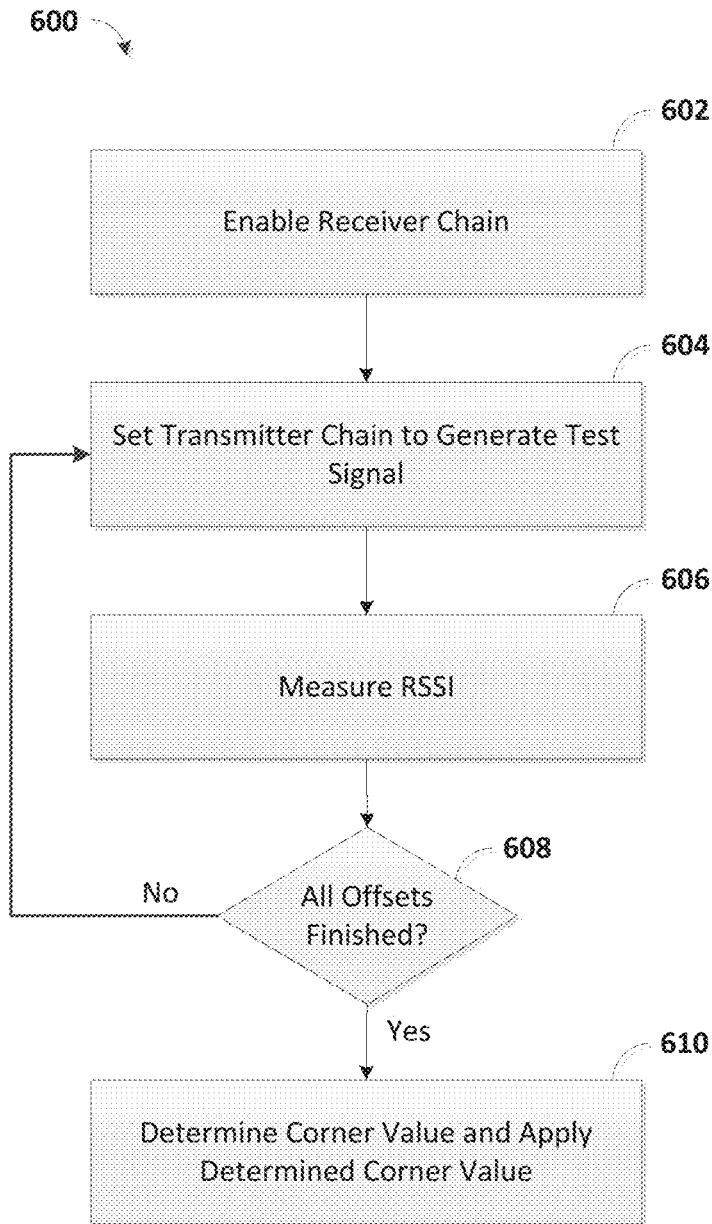 600
602
Enable Receiver Chain
604
Set Transmitter Chain to Generate Test
Signal
606
Measure RSSI
608
All Offsets
Finished?
No
Yes
610
Determine Corner Value and Apply
Determined Corner Value